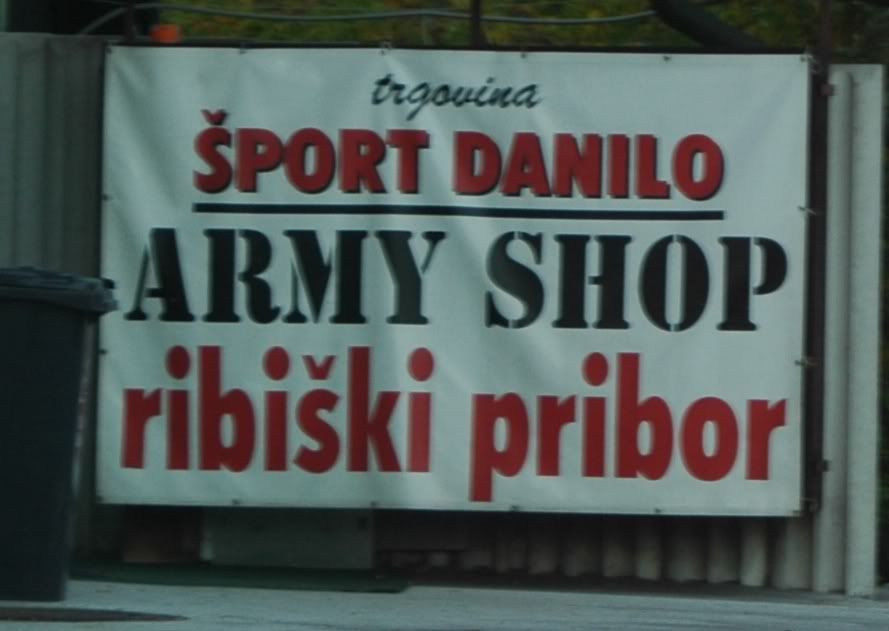 trgovina
ŠPORT DANILO
ARMY SHOP
ribiški pribor